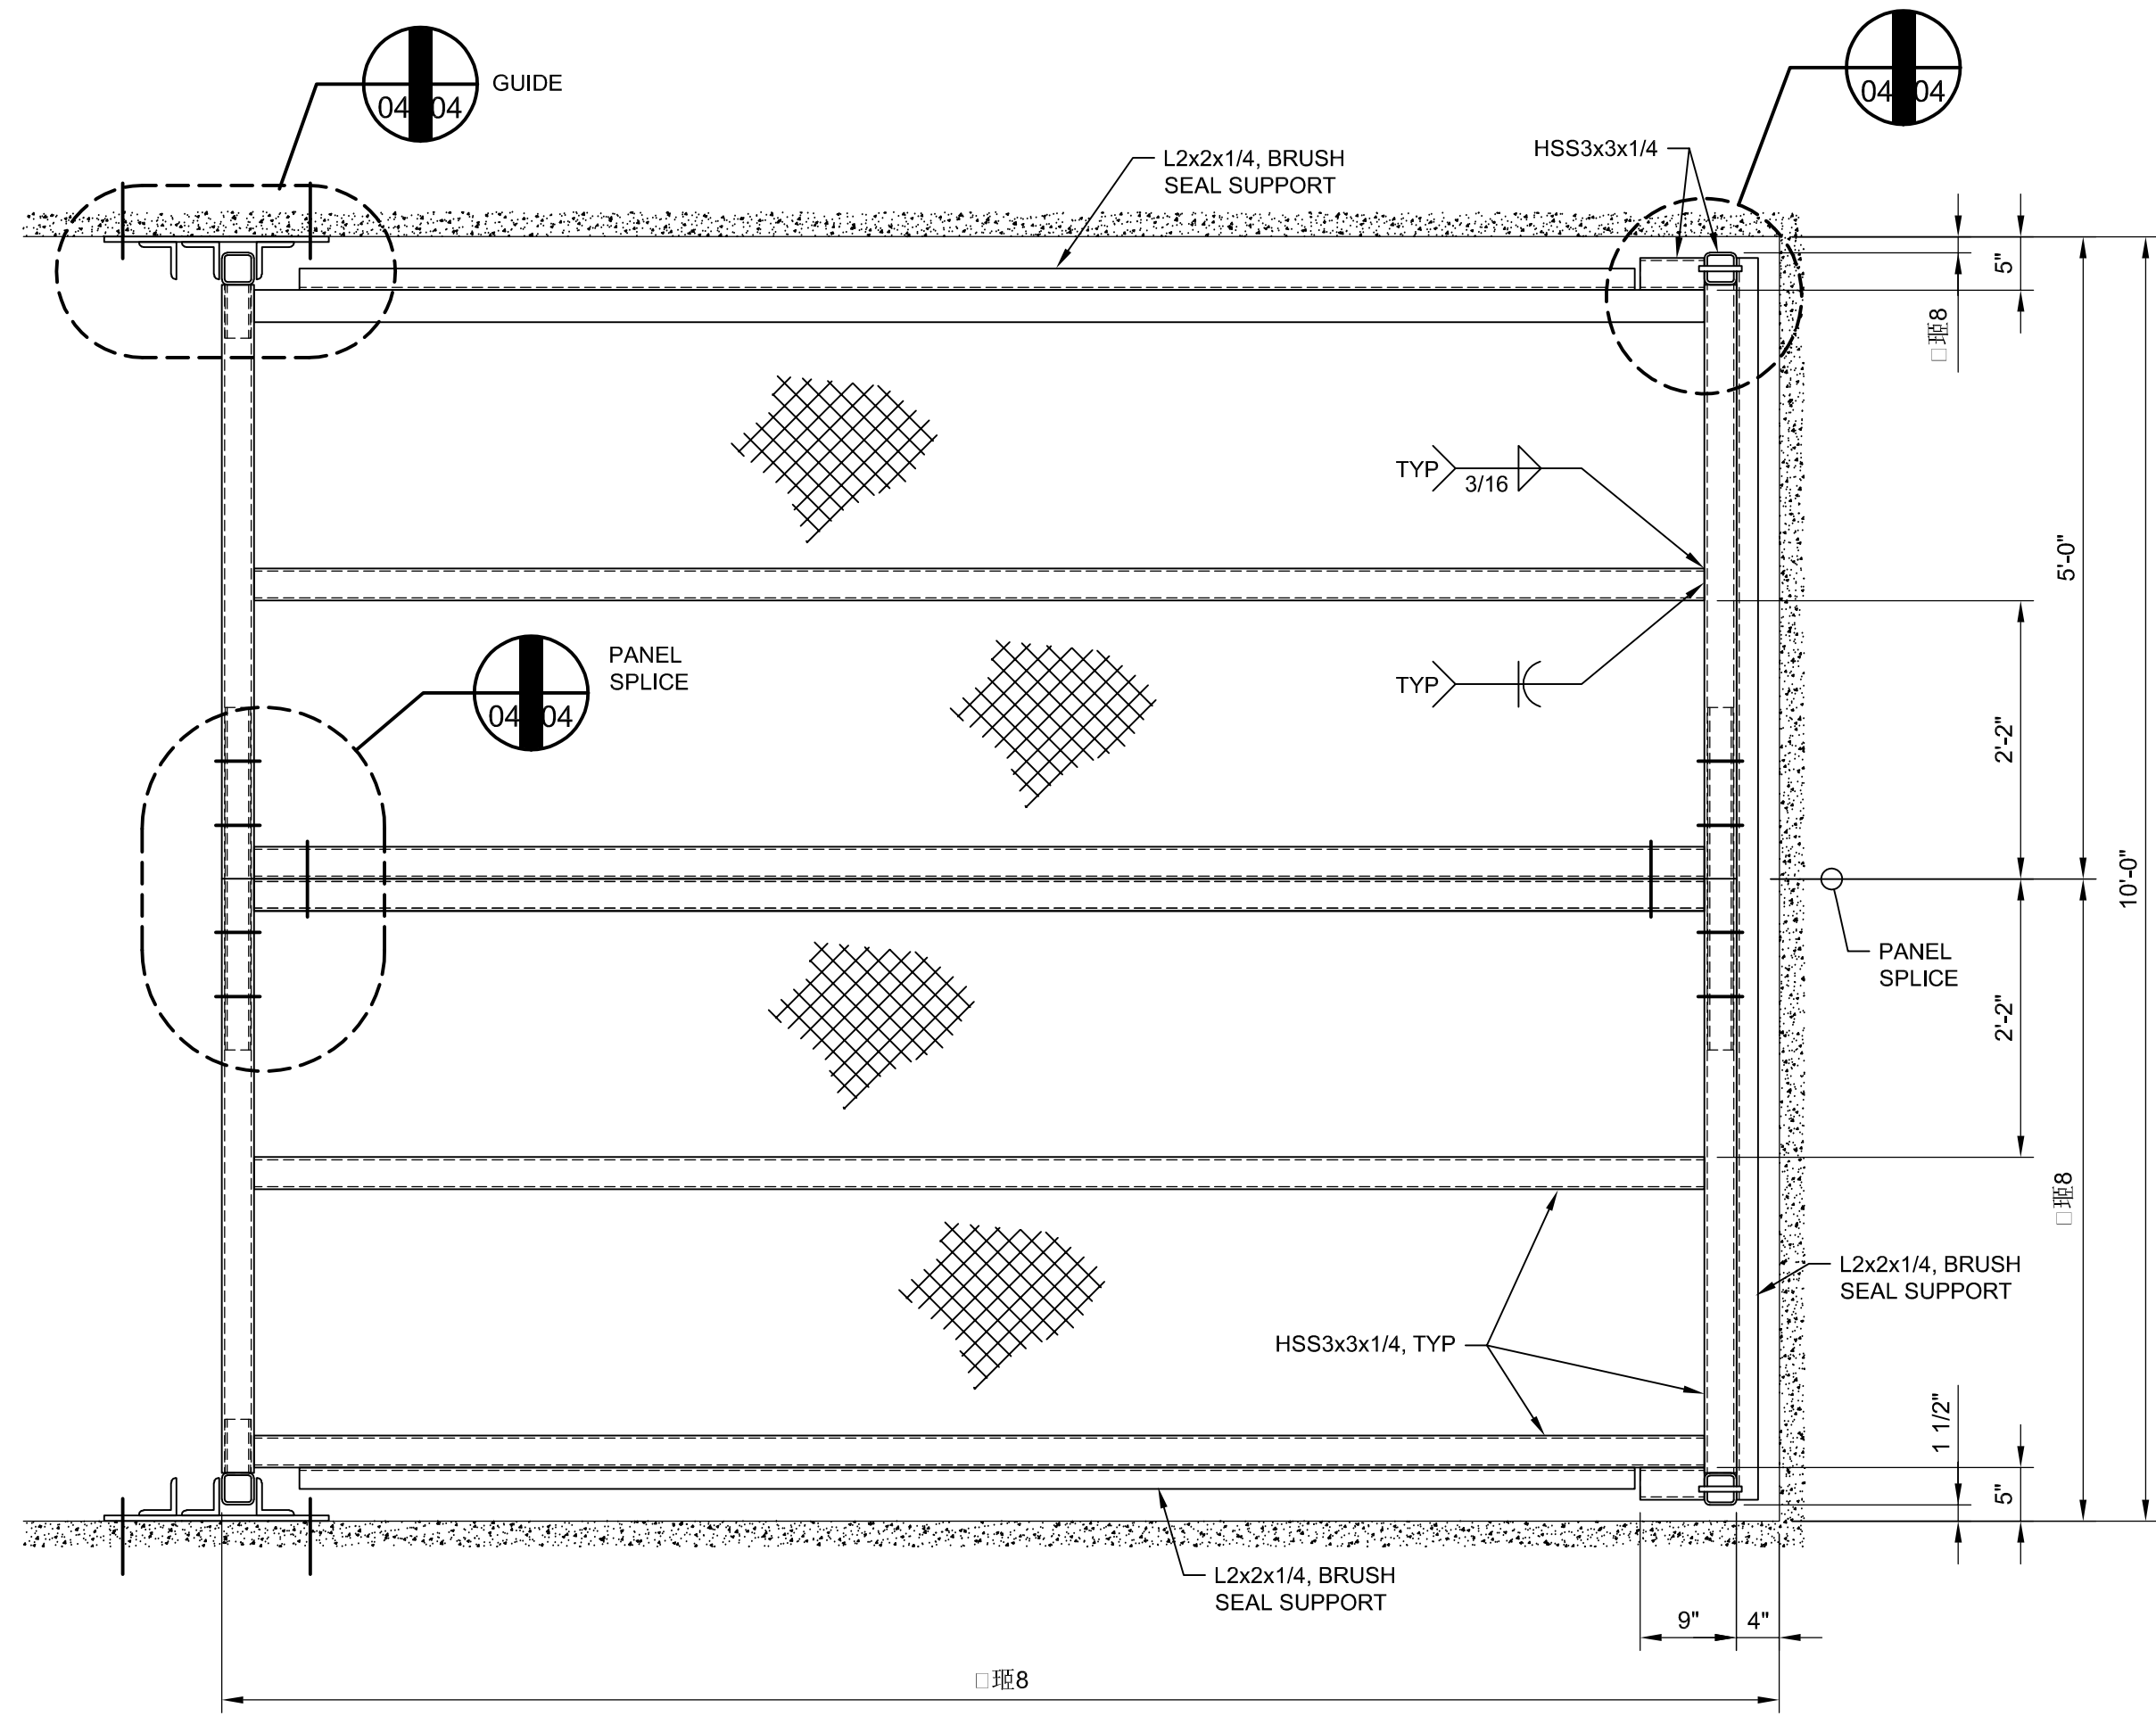 GUIDE
04 04
04 04
L2x2x1/4, BRUSH
SEAL SUPPORT
HSS3x3x1/4
5"
□珁8
TYP
3/16
5'-0"
PANEL
SPLICE
04 04
TYP
2'-2"
10'-0"
PANEL
SPLICE
2'-2"
L2x2x1/4, BRUSH
SEAL SUPPORT
HSS3x3x1/4, TYP
1 1/2"
5"
L2x2x1/4, BRUSH
SEAL SUPPORT
9"
4"